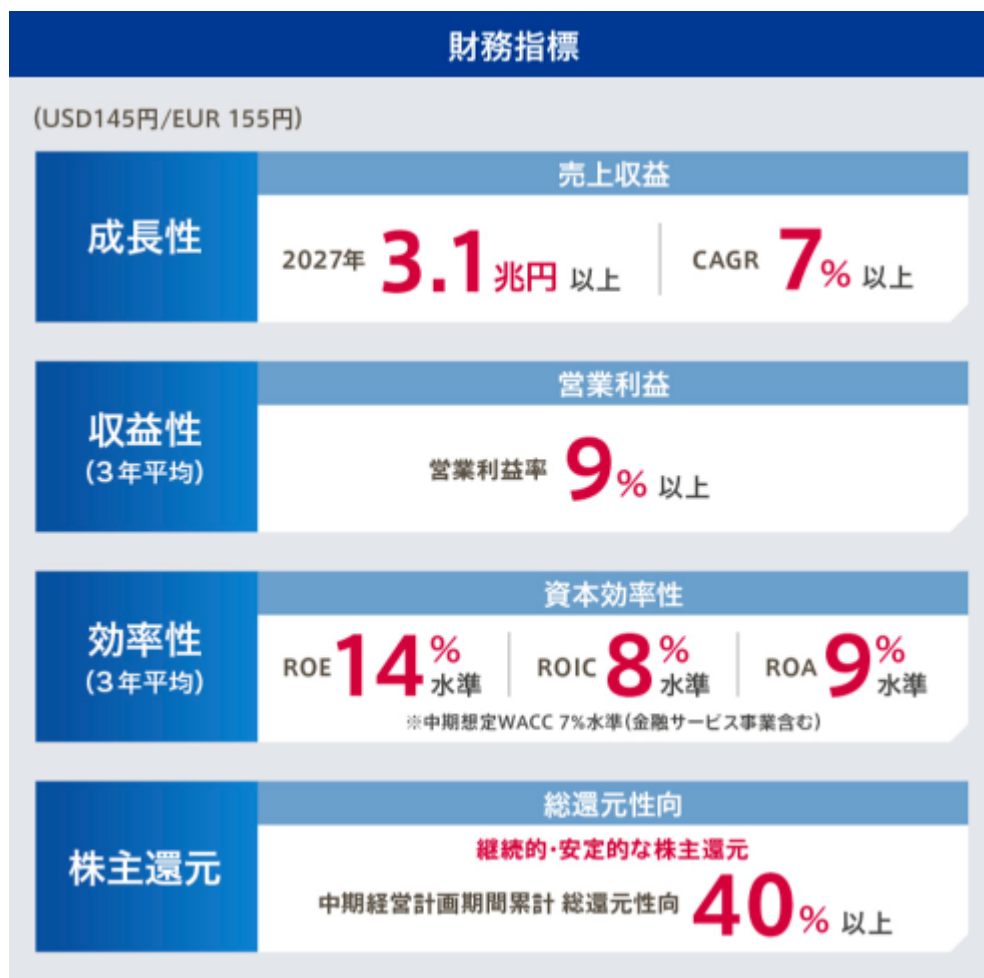 財務指標
(USD145円/EUR 155円)
成長性
売上収益
2027年 3.1兆円 以上
CAGR 7% 以上
収益性
(3年平均)
営業利益
営業利益率 9% 以上
効率性
(3年平均)
資本効率性
ROE 14% 水準
ROIC 8% 水準
ROA 9% 水準
※中期想定WACC 7%水準(金融サービス事業含む)
株主還元
総還元性向
継続的・安定的な株主還元
中期経営計画期間累計 総還元性向 40% 以上